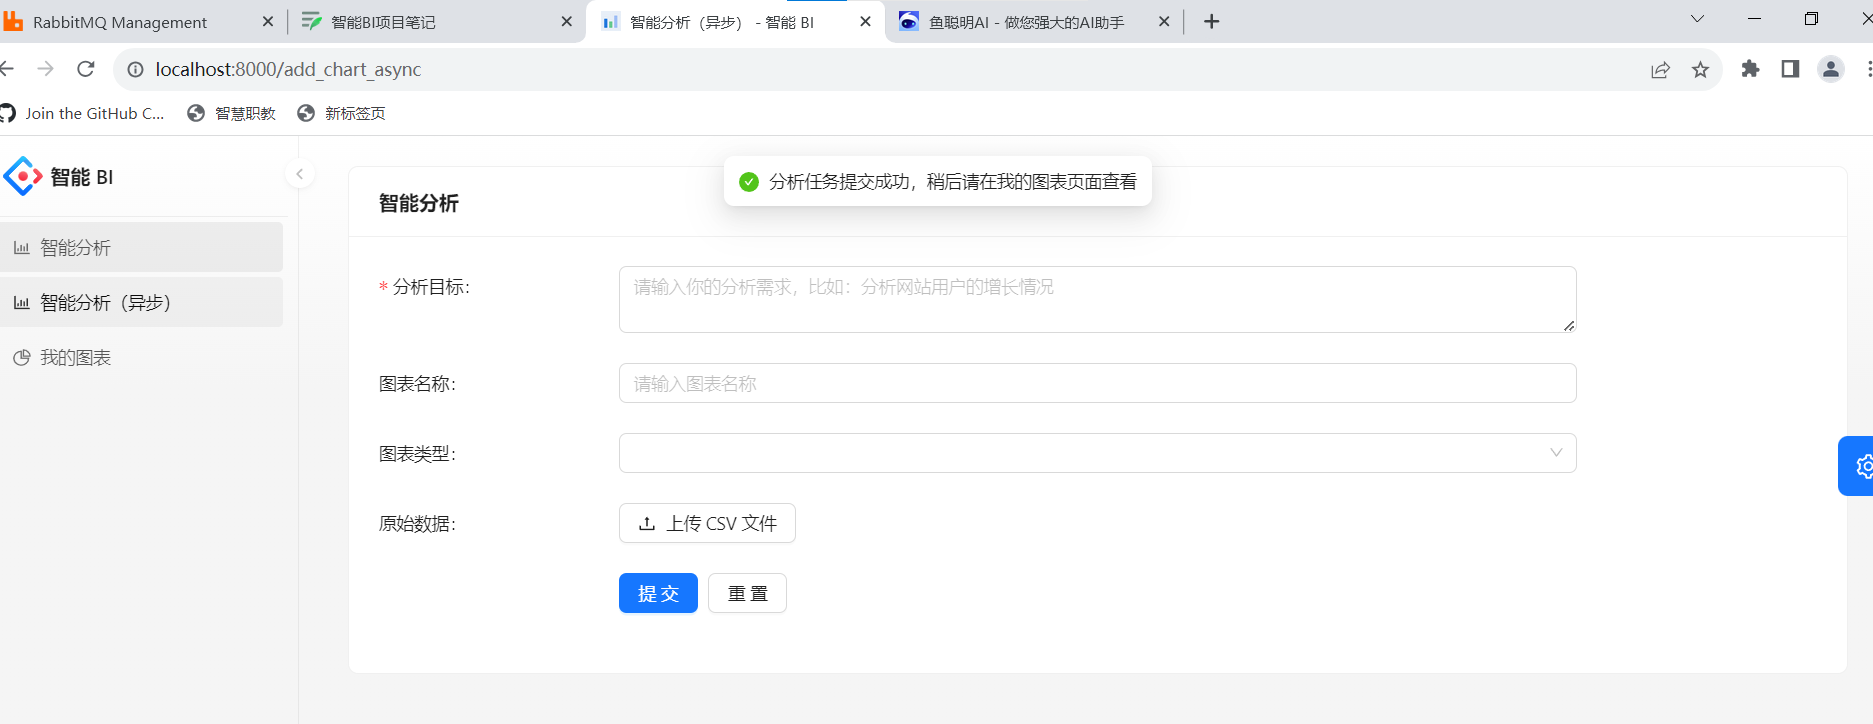 RabbitMQ Management
智能BI项目笔记
智能分析（异步） - 智能 BI
鱼聪明AI - 做您强大的AI助手
localhost:8000/add_chart_async
Join the GitHub C...
智慧职教
新标签页
智能 BI
分析任务提交成功，稍后请在我的图表页面查看
智能分析
智能分析
智能分析（异步）
我的图表
* 分析目标:
请输入你的分析需求，比如：分析网站用户的增长情况
图表名称:
请输入图表名称
图表类型:
原始数据:
上传 CSV 文件
提 交
重 置